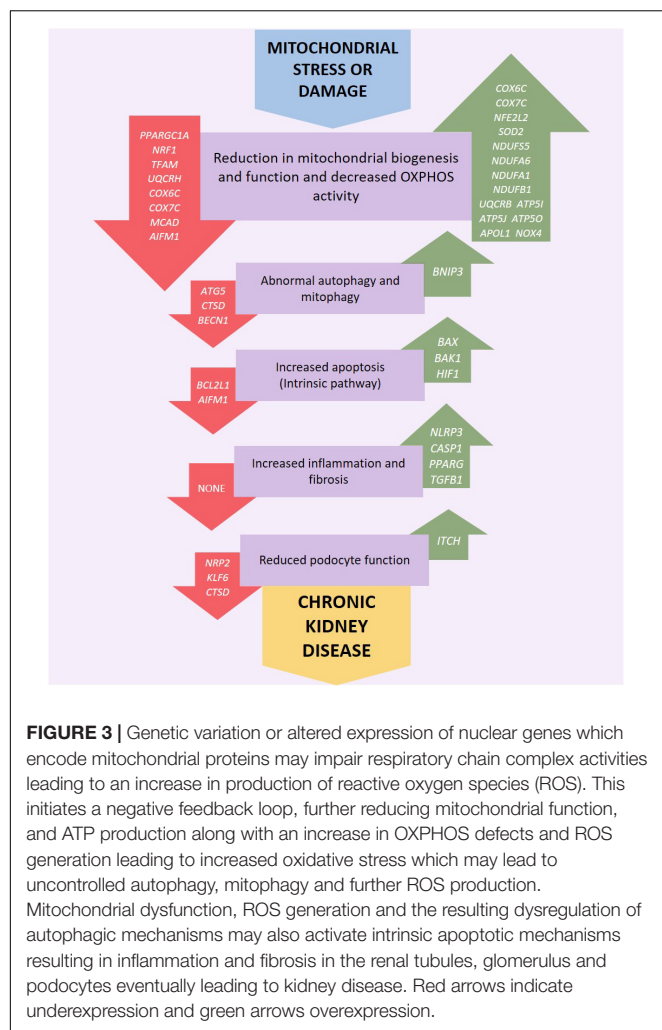 MITOCHONDRIAL
STRESS OR
DAMAGE
PPARGC1A
NRF1
TFAM
UQCRH
COX6C
COX7C
MCAD
AIFM1
Reduction in mitochondrial biogenesis
and function and decreased OXPHOS
activity
COX6C
COX7C
NFE2L2
SOD2
NDUFS5
NDUFA6
NDUFA1
NDUFB1
UQCRB ATP5I
ATP5J ATP5O
APOL1 NOX4
ATG5
CTSD
BECN1
Abnormal autophagy and
mitophagy
BNIP3
BCL2L1
AIFM1
Increased apoptosis
(Intrinsic pathway)
BAX
BAK1
HIF1
NONE
Increased inflammation and
fibrosis
NLRP3
CASP1
PPARG
TGFB1
NRP2
KLF6
CTSD
Reduced podocyte function
ITCH
CHRONIC
KIDNEY
DISEASE
FIGURE 3 | Genetic variation or altered expression of nuclear genes which
encode mitochondrial proteins may impair respiratory chain complex activities
leading to an increase in production of reactive oxygen species (ROS). This
initiates a negative feedback loop, further reducing mitochondrial function,
and ATP production along with an increase in OXPHOS defects and ROS
generation leading to increased oxidative stress which may lead to
uncontrolled autophagy, mitophagy and further ROS production.
Mitochondrial dysfunction, ROS generation and the resulting dysregulation of
autophagic mechanisms may also activate intrinsic apoptotic mechanisms
resulting in inflammation and fibrosis in the renal tubules, glomerulus and
podocytes eventually leading to kidney disease. Red arrows indicate
underexpression and green arrows overexpression.